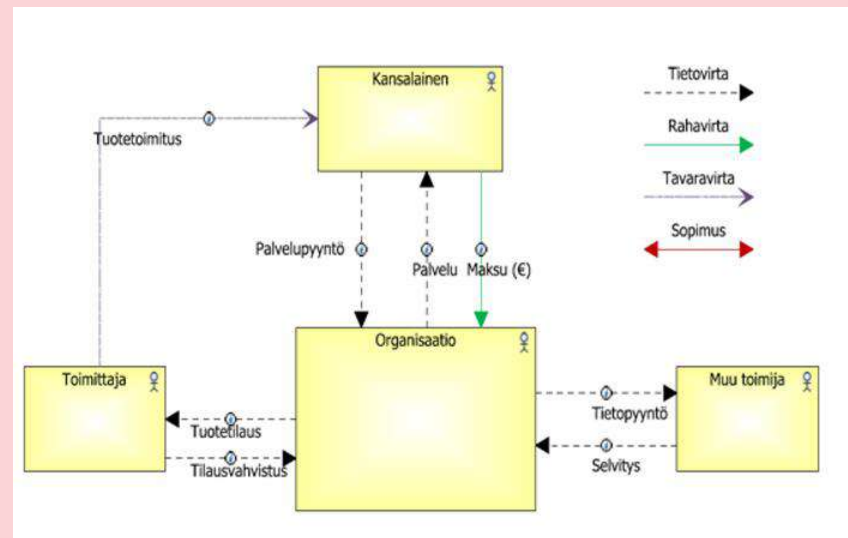 Kansalainen
Tietovirta
Rahavirta
Tavaravirta
Sopimus
Tuotetoimitus
Palvelupyyntö
Palvelu
Maksu (€)
Organisaatio
Toimittaja
Muu toimija
Tuotetilaus
Tilausvahvistus
Tietopyyntö
Selvitys